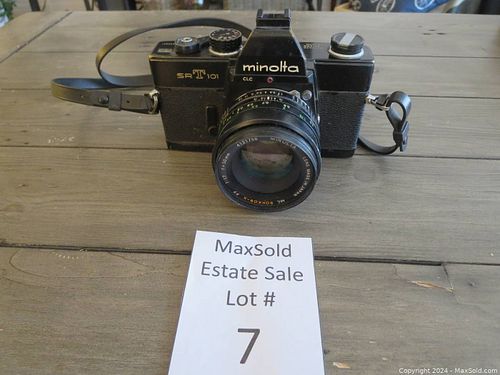 minolta
SRT 101
CLC
MaxSold
Estate Sale
Lot #
7
Copyright 2024 - MaxSold.com